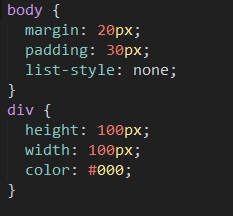 body {
  margin: 20px;
  padding: 30px;
  list-style: none;
}
div {
  height: 100px;
  width: 100px;
  color: #000;
}